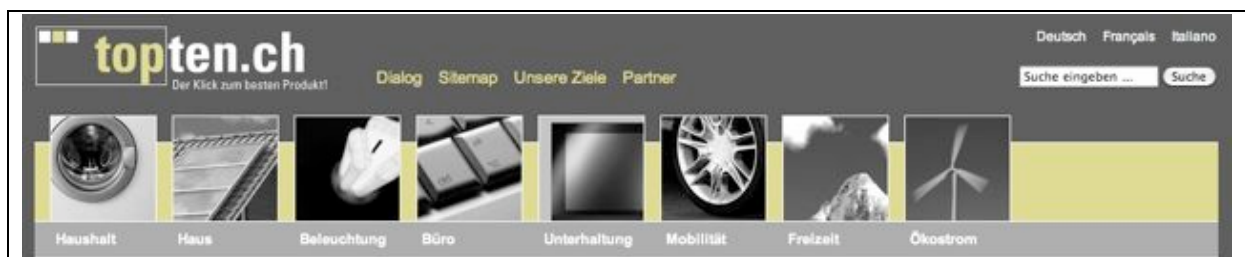 Deutsch Français Italiano
topten.ch
Der Klick zum besten Produkt!
Dialog Sitemap Unsere Ziele Partner
Suche eingeben ... Suche
Haushalt Haus Beleuchtung Büro Unterhaltung Mobilität Freizeit Ökostrom